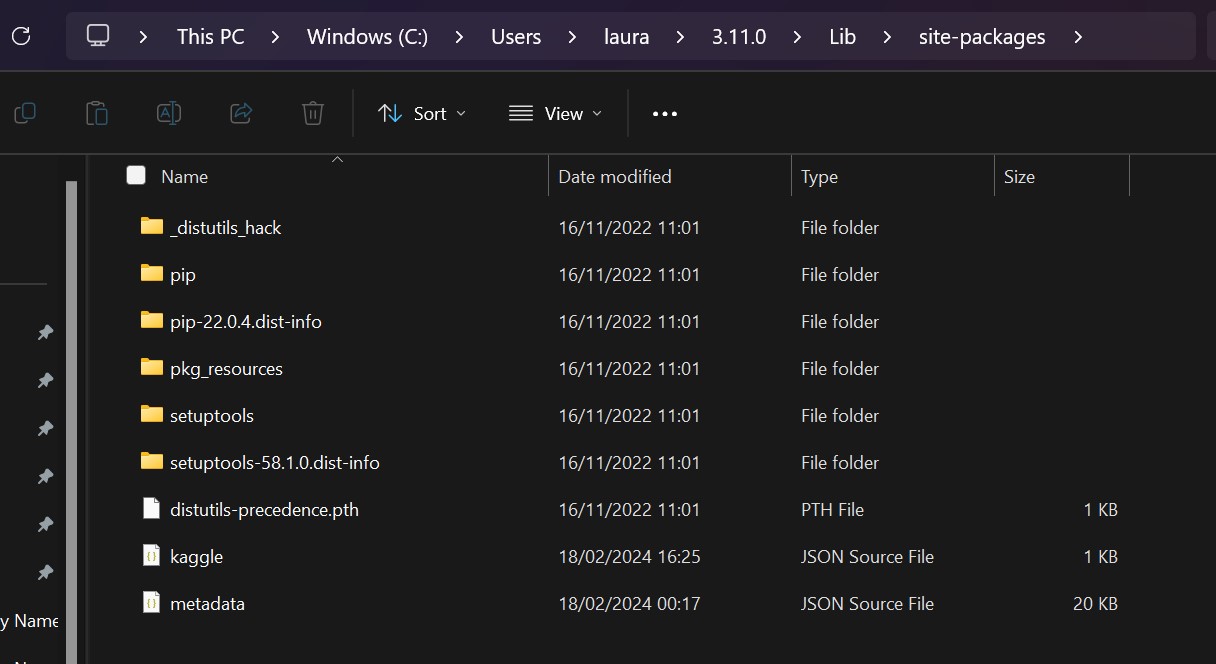 This PC > Windows (C:) > Users > laura > 3.11.0 > Lib > site-packages >
Sort View •••
Name Date modified Type Size
_distutils_hack 16/11/2022 11:01 File folder
pip 16/11/2022 11:01 File folder
pip-22.0.4.dist-info 16/11/2022 11:01 File folder
pkg_resources 16/11/2022 11:01 File folder
setuptools 16/11/2022 11:01 File folder
setuptools-58.1.0.dist-info 16/11/2022 11:01 File folder
distutils-precedence.pth 16/11/2022 11:01 PTH File 1 KB
kaggle 18/02/2024 16:25 JSON Source File 1 KB
metadata 18/02/2024 00:17 JSON Source File 20 KB
y Name